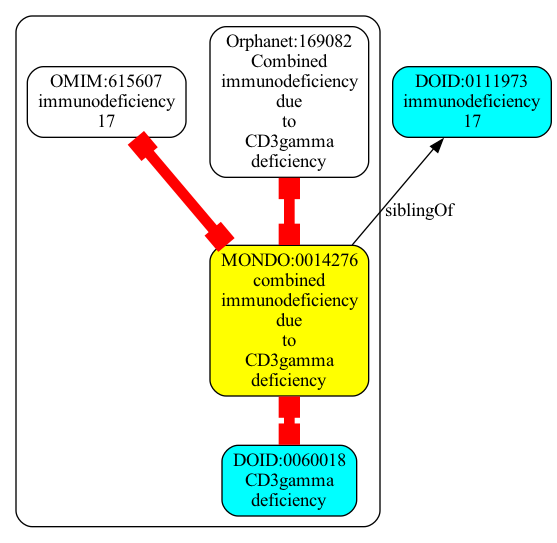 Orphanet:169082
Combined
immunodeficiency
due
to
CD3gamma
deficiency
OMIM:615607
immunodeficiency
17
DOID:0111973
immunodeficiency
17
siblingOf
MONDO:0014276
combined
immunodeficiency
due
to
CD3gamma
deficiency
DOID:0060018
CD3gamma
deficiency